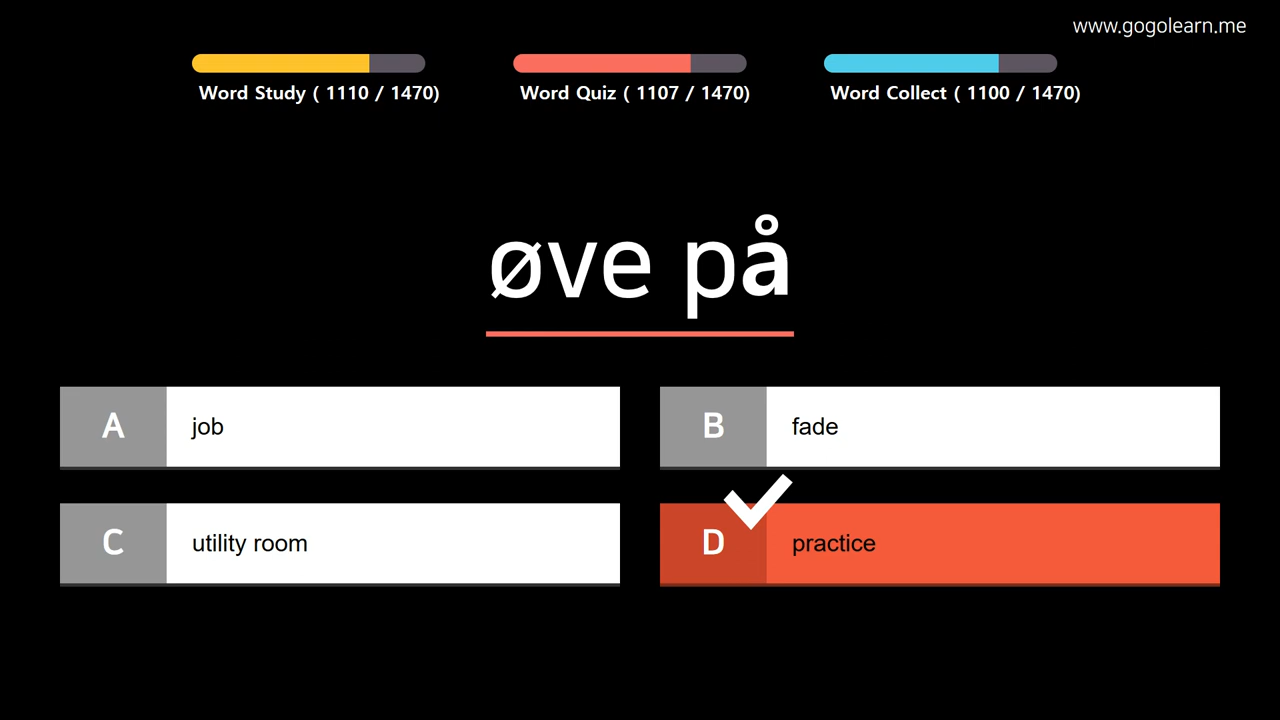 www.gogolearn.me
Word Study ( 1110 / 1470)
Word Quiz ( 1107 / 1470)
Word Collect ( 1100 / 1470)
øve på
A job
B fade
C utility room
D practice